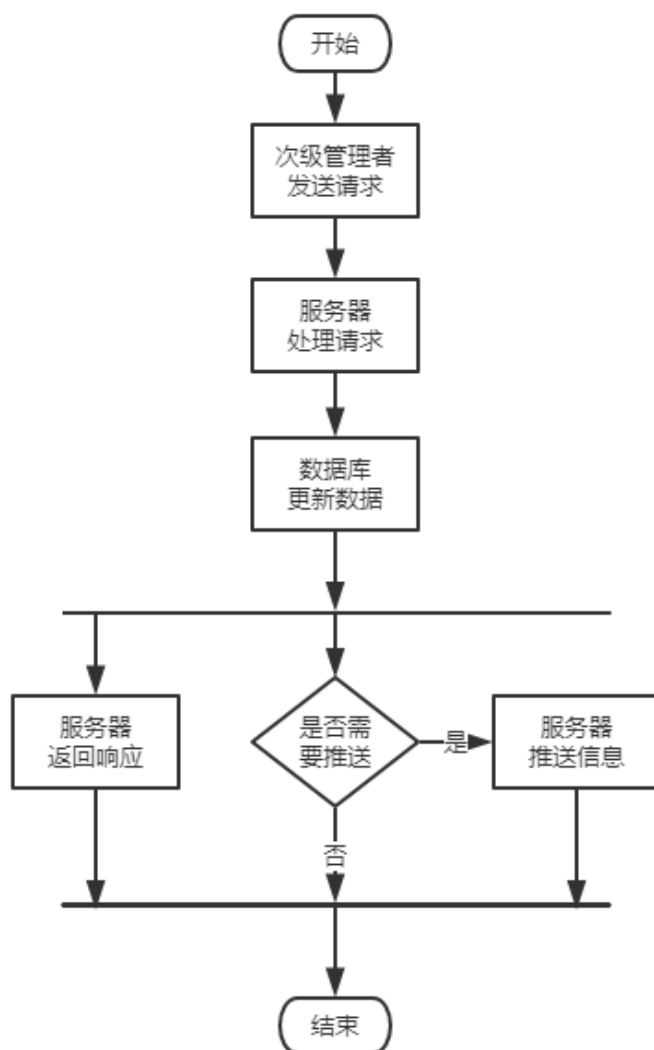 开始
次级管理者
发送请求
服务器
处理请求
数据库
更新数据
服务器
返回响应
是否需
要推送
是
服务器
推送信息
否
结束